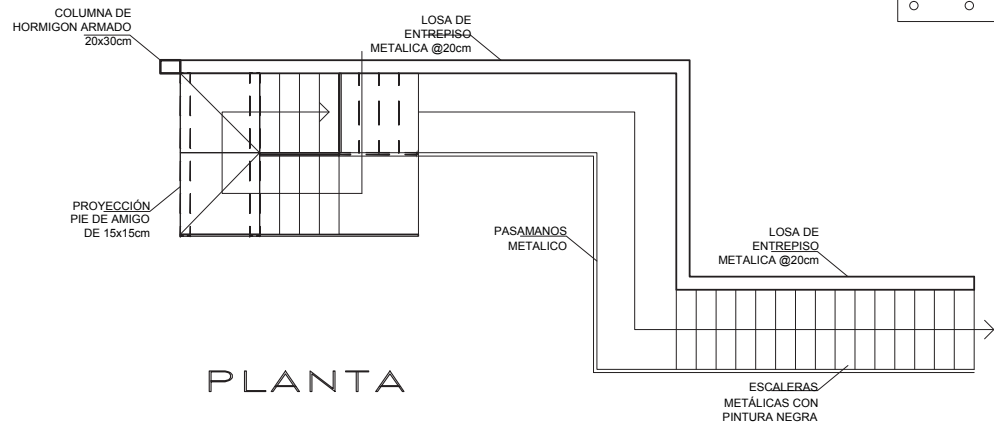 COLUMNA DE
HORMIGON ARMADO
20x30cm
LOSA DE
ENTREPISO
METALICA @20cm
PROYECCIÓN
PIE DE AMIGO
DE 15x15cm
PASAMANOS
METALICO
LOSA DE
ENTREPISO
METALICA @20cm
PLANTA
ESCALERAS
METÁLICAS CON
PINTURA NEGRA